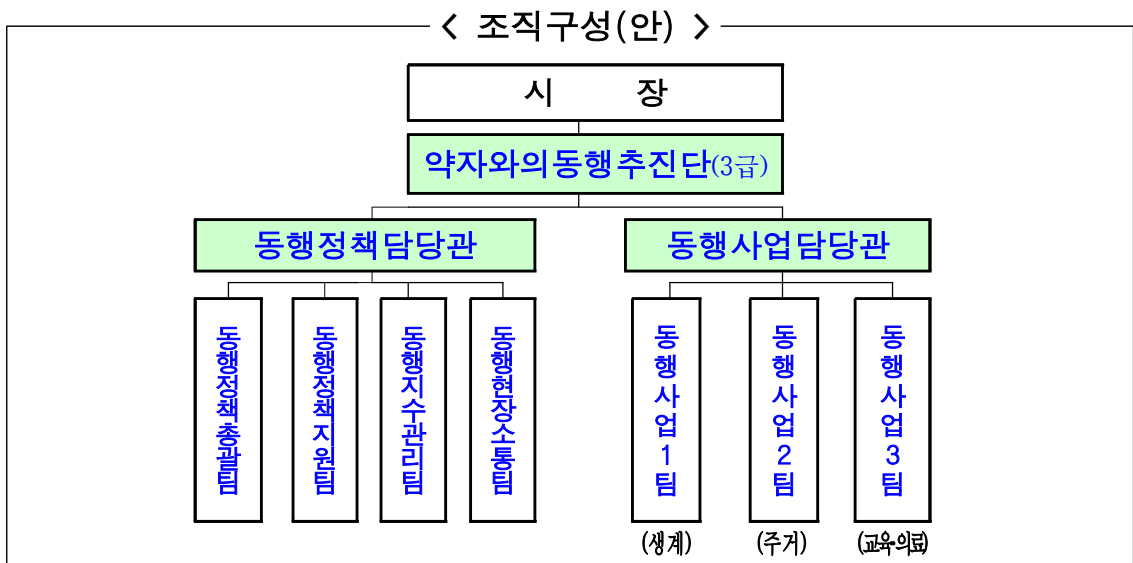 < 조직구성(안) >
시 장
약자와의동행추진단(3급)
동행정책담당관
동행사업담당관
동행정책총괄팀
동행정책지원팀
동행지수관리팀
동행현장소통팀
동행사업1팀
동행사업2팀
동행사업3팀
(생계)
(주거)
(교육·의료)